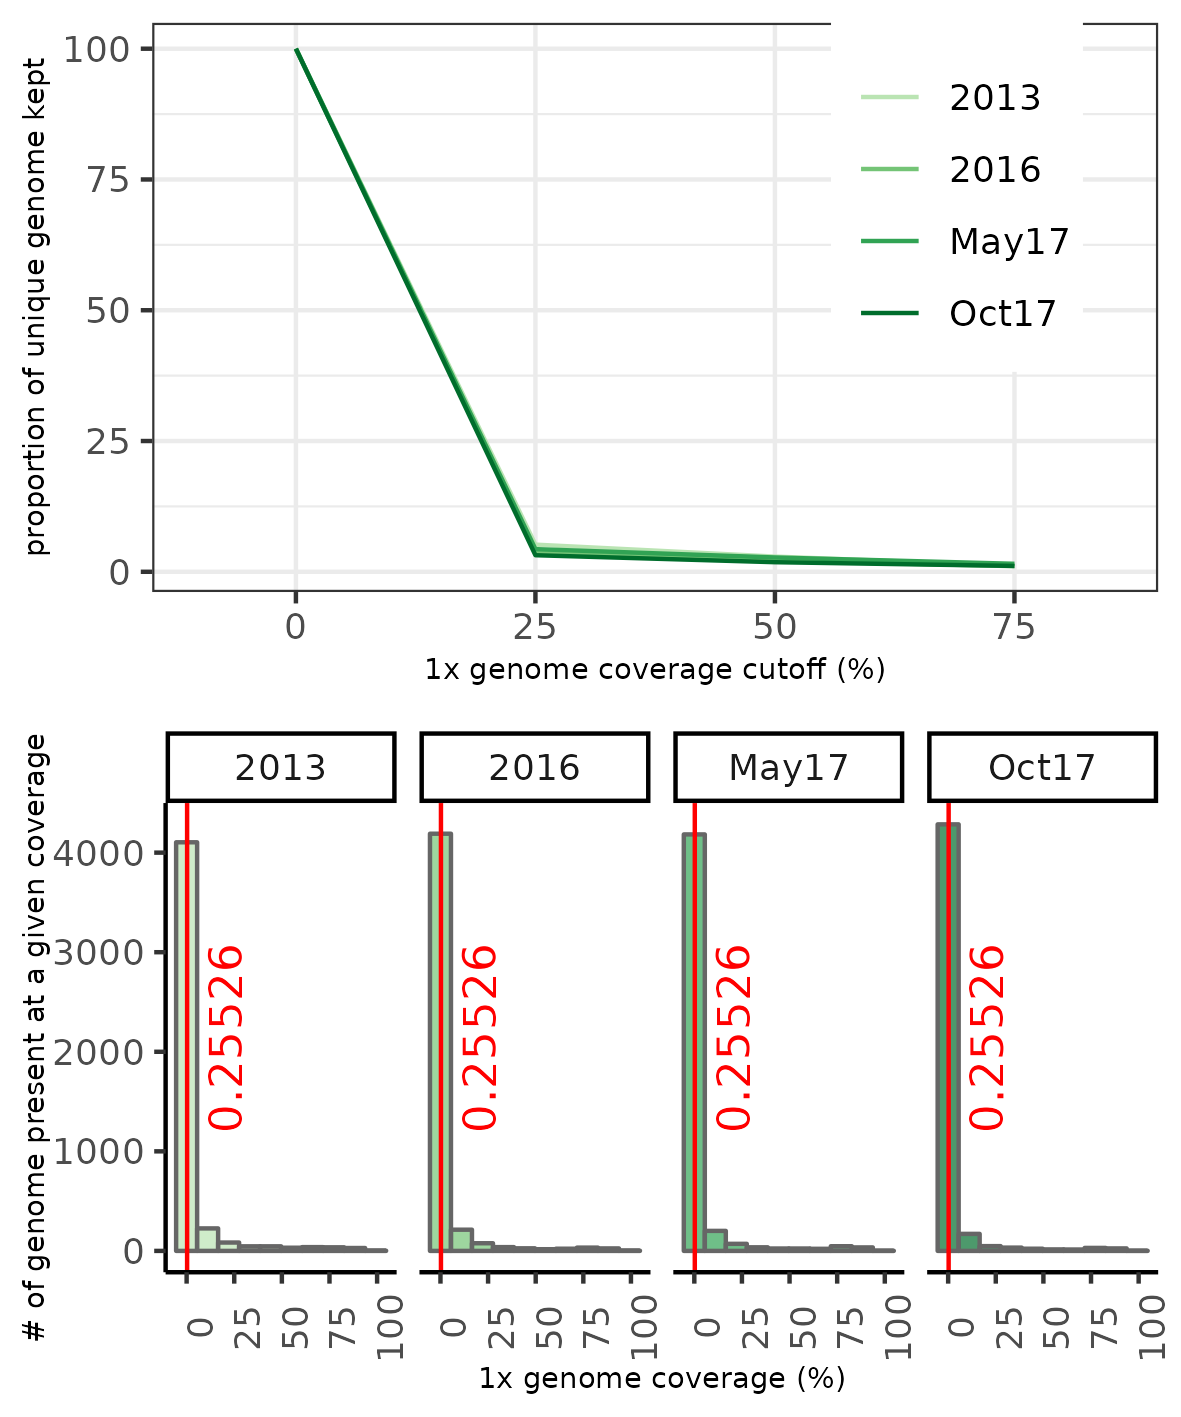 proportion of unique genome kept
100
75
50
25
0
2013
2016
May17
Oct17
0 25 50 75
1x genome coverage cutoff (%)
# of genome present at a given coverage
2013 2016 May17 Oct17
4000
3000
2000
1000
0
0.25526 0.25526 0.25526 0.25526
0 25 50 75 100 0 25 50 75 100 0 25 50 75 100 0 25 50 75 100
1x genome coverage (%)